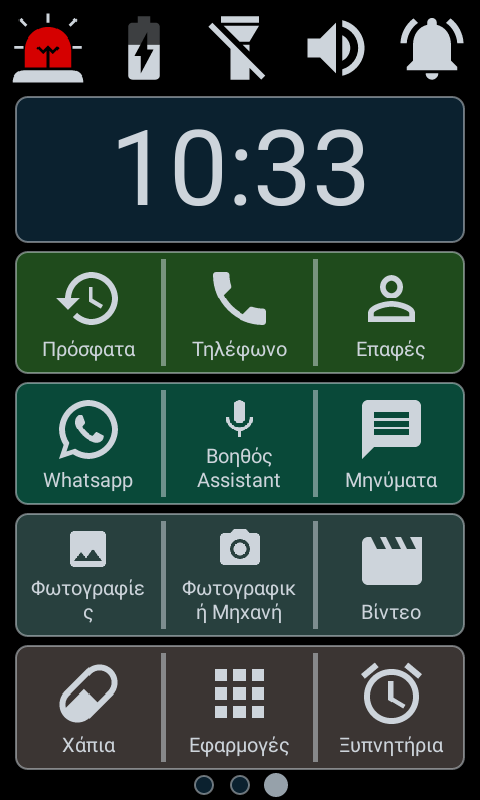 10:33
Πρόσφατα
Τηλέφωνο
Επαφές
Whatsapp
Βοηθός
Assistant
Μηνύματα
Φωτογραφίε
ς
Φωτογραφικ
ή Μηχανή
Βίντεο
Χάπια
Εφαρμογές
Ξυπνητήρια